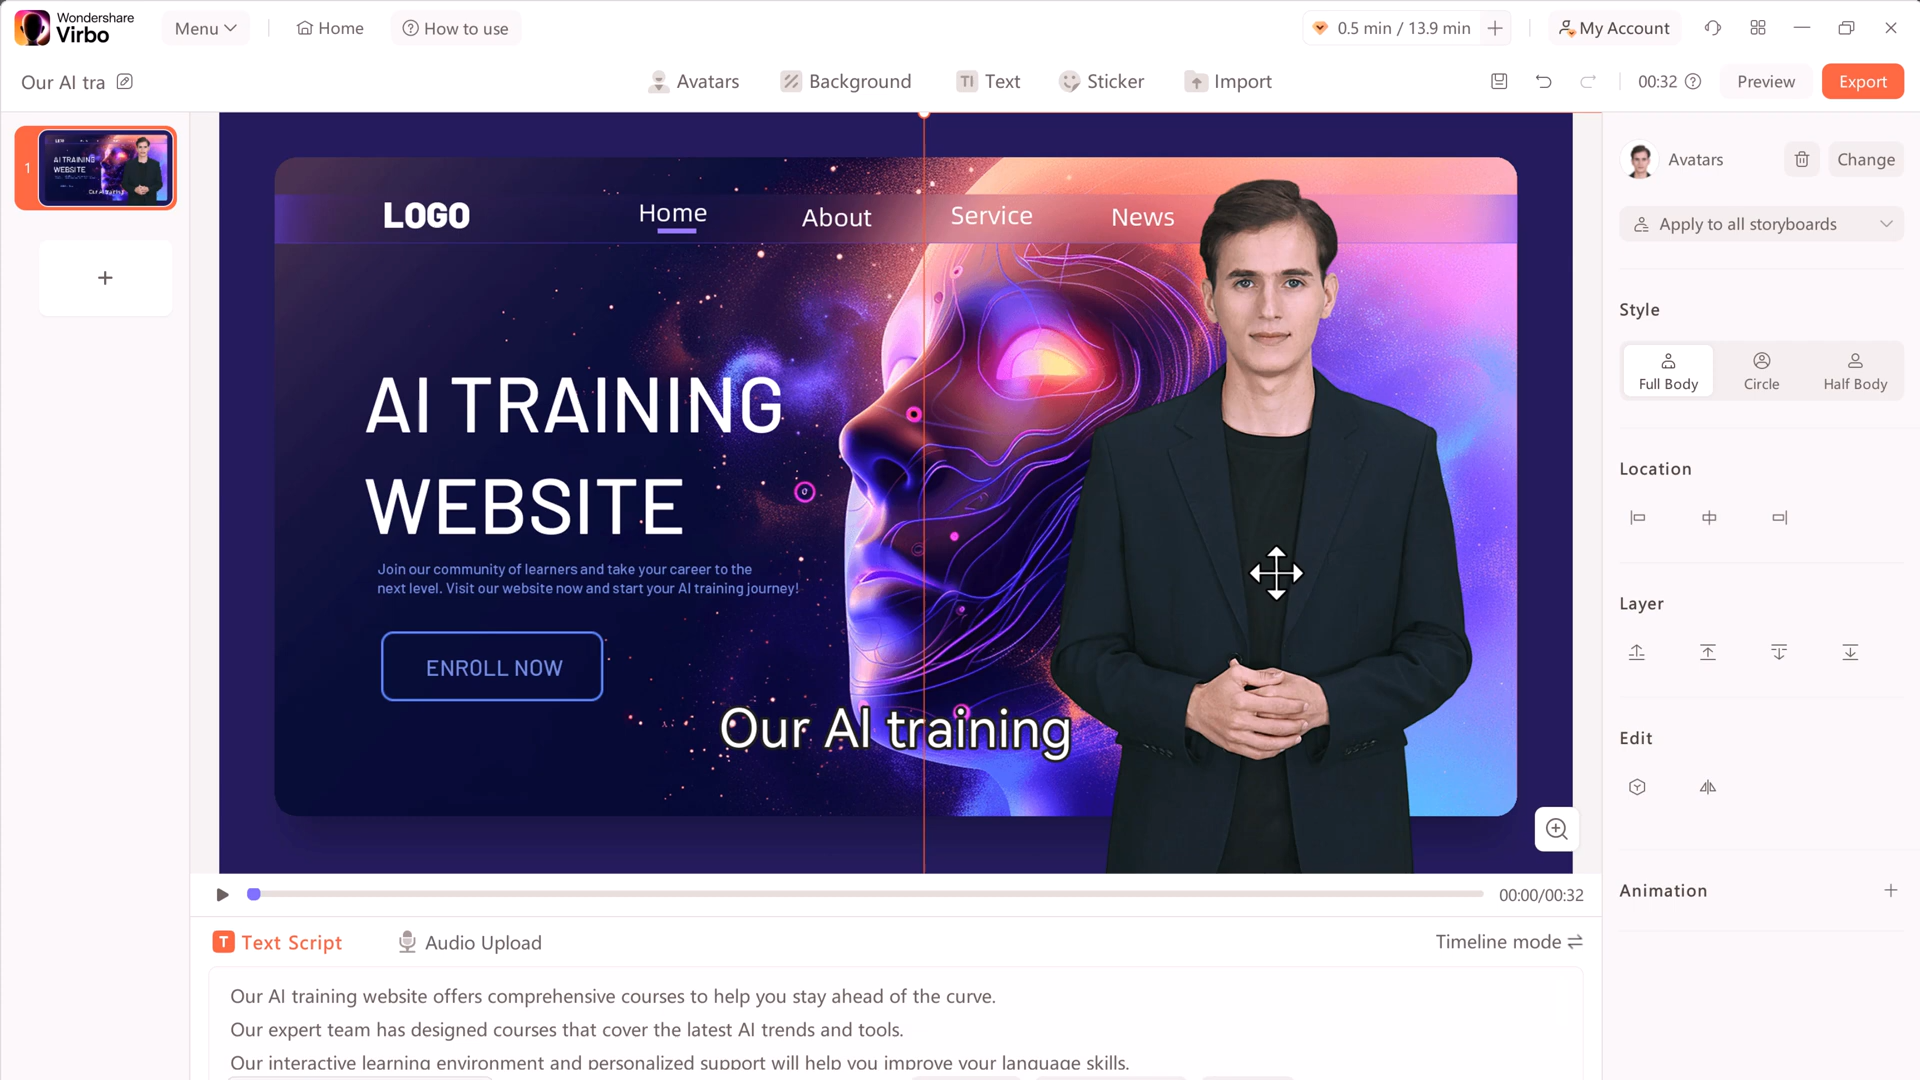 Wondershare
Virbo
Menu
Home
How to use
0.5 min / 13.9 min
My Account
Our AI tra
Avatars
Background
Text
Sticker
Import
00:32
Preview
Export
1
LOGO
Home
About
Service
News
AI TRAINING
WEBSITE
Join our community of learners and take your career to the
next level. Visit our website now and start your AI training journey!
ENROLL NOW
Our AI training
Avatars
Change
Apply to all storyboards
Style
Full Body
Circle
Half Body
Location
Layer
Edit
Animation
00:00/00:32
Text Script
Audio Upload
Timeline mode
Our AI training website offers comprehensive courses to help you stay ahead of the curve.
Our expert team has designed courses that cover the latest AI trends and tools.
Our interactive learning environment and personalized support will help you improve your language skills.